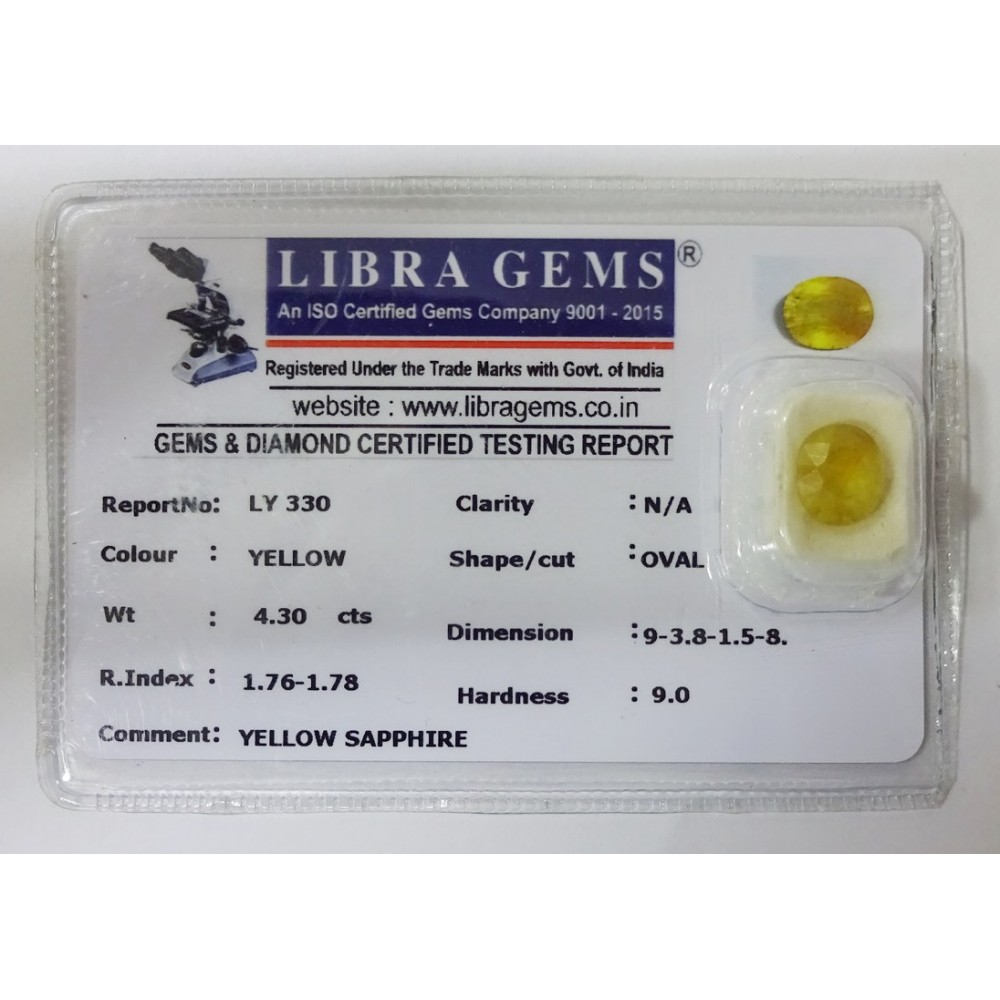 LIBRA GEMS ®
An ISO Certified Gems Company 9001 - 2015
Registered Under the Trade Marks with Govt. of India
website : www.libragems.co.in
GEMS & DIAMOND CERTIFIED TESTING REPORT
ReportNo: LY 330 Clarity : N/A
Colour : YELLOW Shape/cut : OVAL
Wt : 4.30 cts Dimension : 9-3.8-1.5-8.
R.Index : 1.76-1.78 Hardness : 9.0
Comment: YELLOW SAPPHIRE